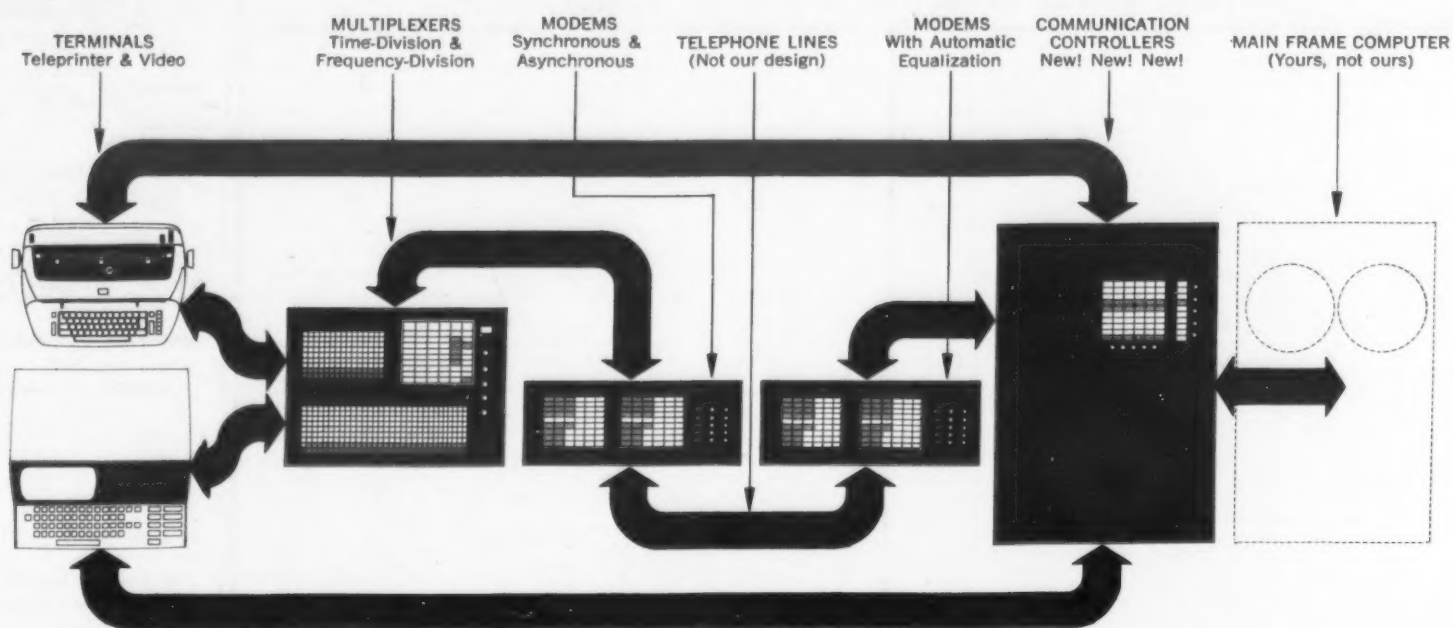 TERMINALS
Teleprinter & Video
MULTIPLEXERS
Time-Division &
Frequency-Division
MODEMS
Synchronous &
Asynchronous
TELEPHONE LINES
(Not our design)
MODEMS
With Automatic
Equalization
COMMUNICATION
CONTROLLERS
New! New! New!
MAIN FRAME COMPUTER
(Yours, not ours)